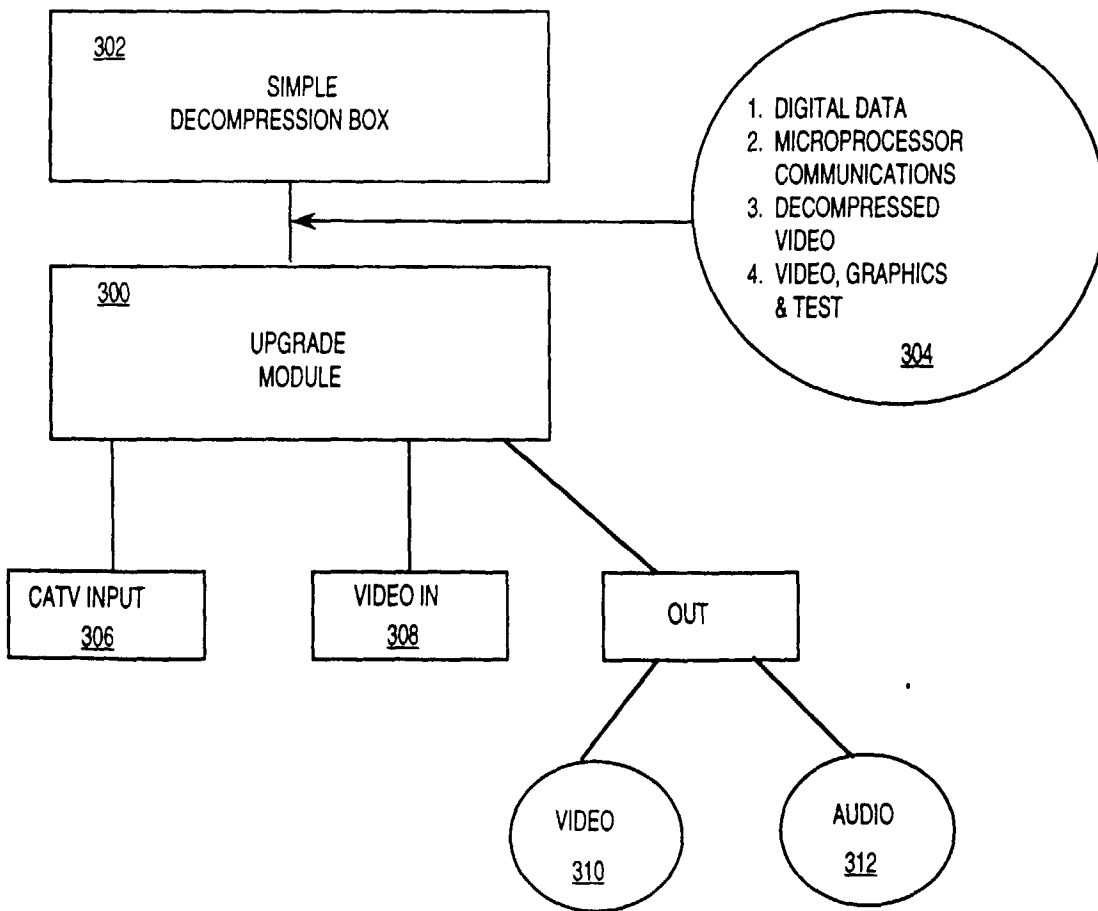 302
SIMPLE
DECOMPRESSION BOX
1. DIGITAL DATA
2. MICROPROCESSOR
COMMUNICATIONS
3. DECOMPRESSED
VIDEO
4. VIDEO, GRAPHICS
& TEST
304
300
UPGRADE
MODULE
CATV INPUT
306
VIDEO IN
308
OUT
VIDEO
310
AUDIO
312